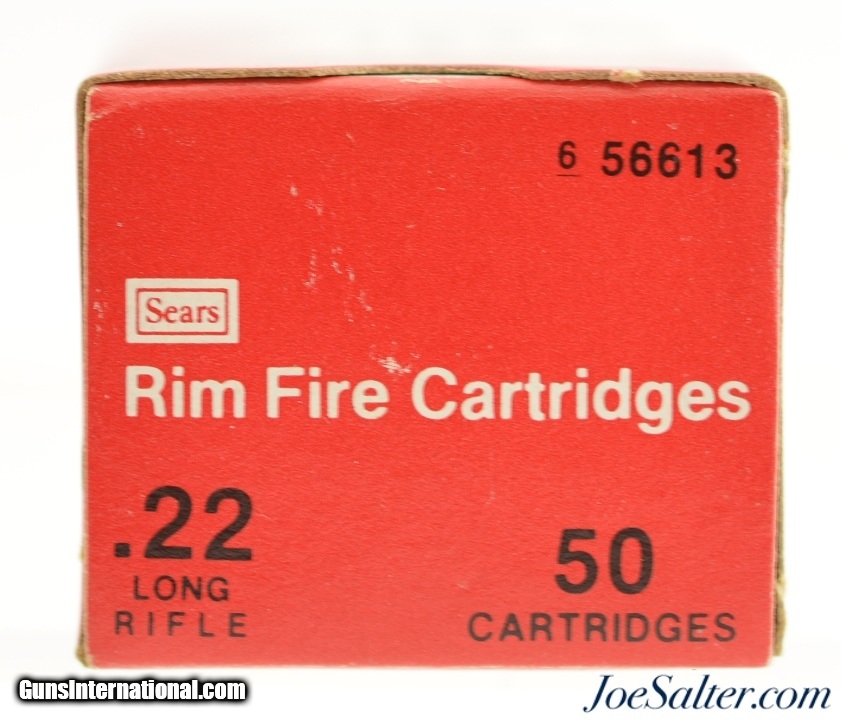 6 56613
Sears
Rim Fire Cartridges
.22
LONG
RIFLE
50
CARTRIDGES
GunsInternational.com
JoeSalter.com